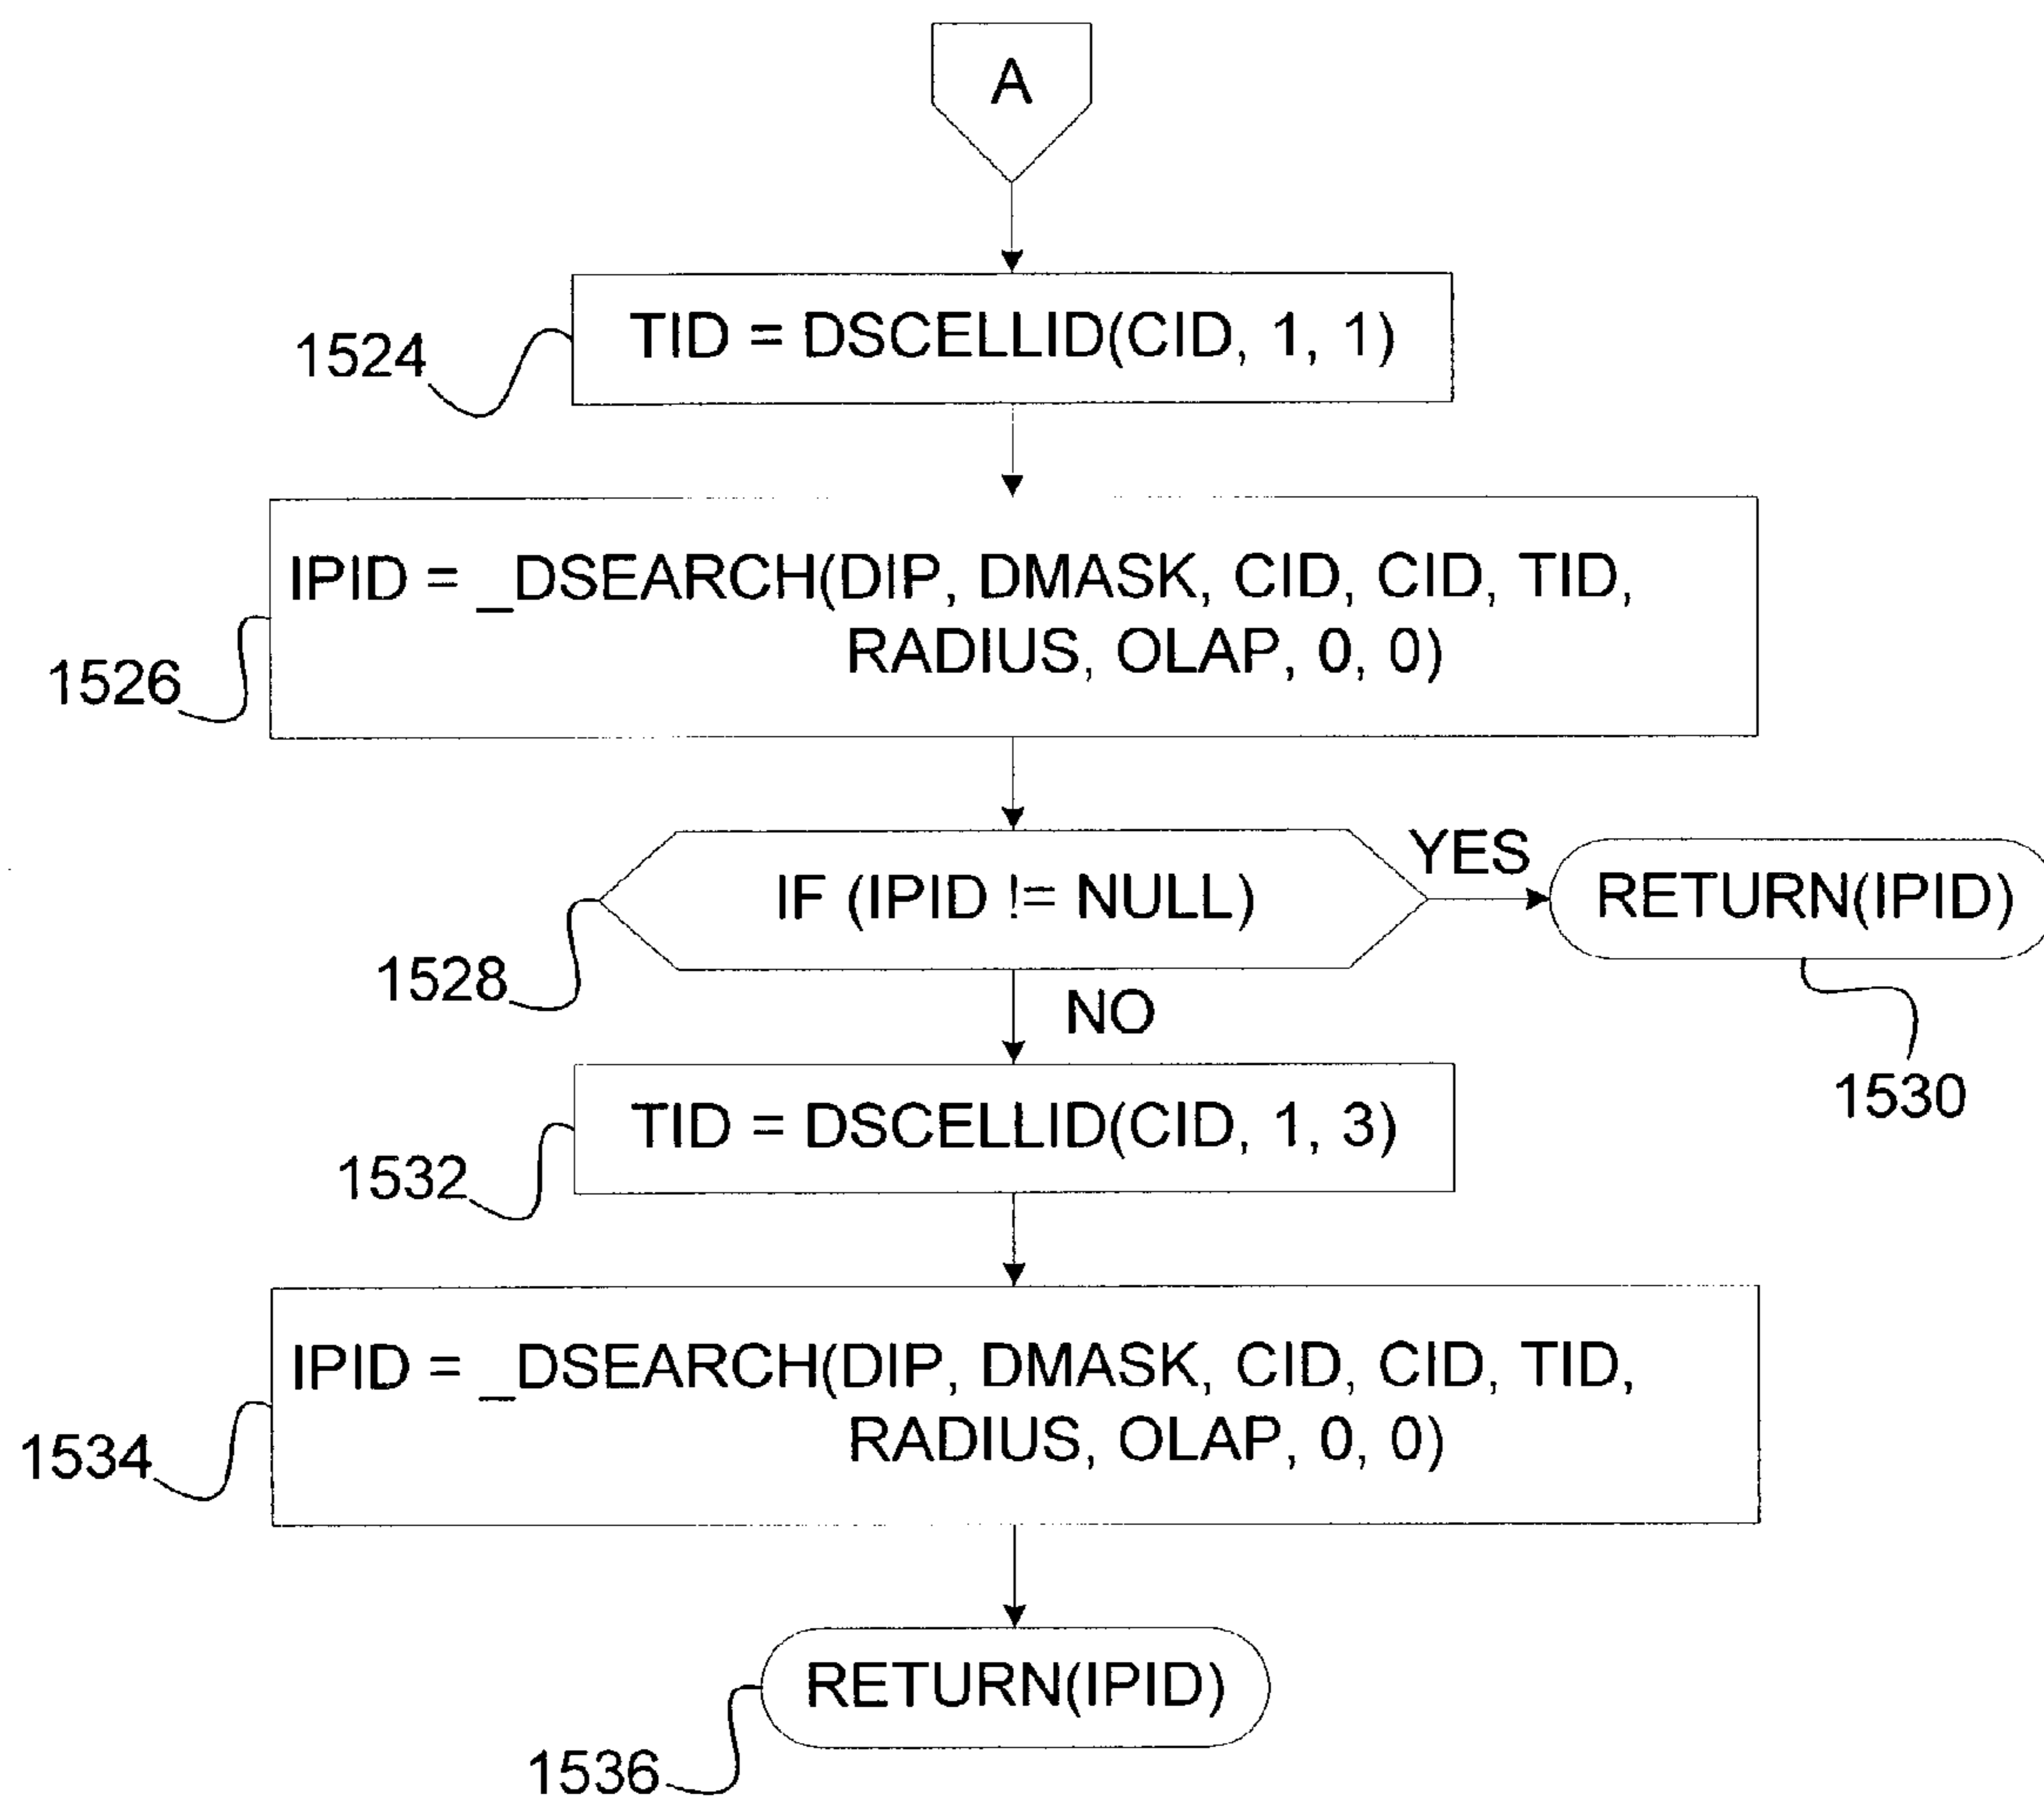 A
TID = DSCELLID(CID, 1, 1)
1524
IPID = _DSEARCH(DIP, DMASK, CID, CID, TID,
RADIUS, OLAP, 0, 0)
1526
IF (IPID != NULL)
YES
RETURN(IPID)
1528
NO
1530
TID = DSCELLID(CID, 1, 3)
1532
IPID = _DSEARCH(DIP, DMASK, CID, CID, TID,
RADIUS, OLAP, 0, 0)
1534
RETURN(IPID)
1536